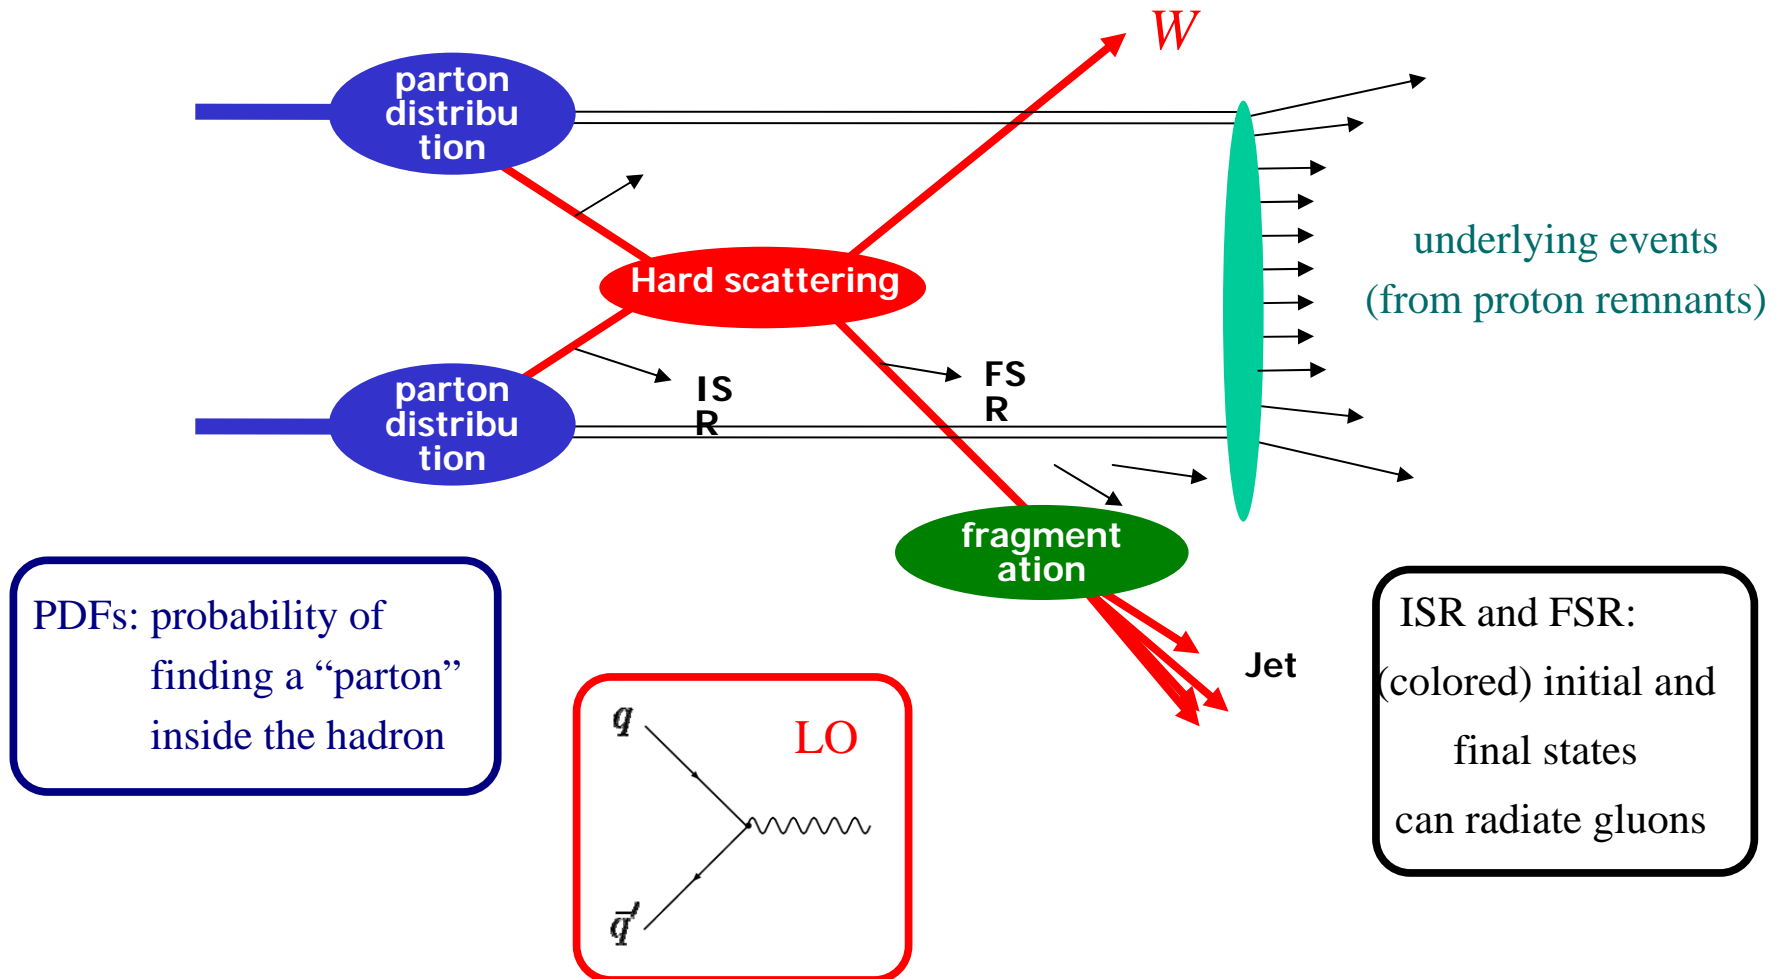 W
parton
distribu
tion
Hard scattering
underlying events
(from proton remnants)
parton
distribu
tion
IS
R
FS
R
fragment
ation
Jet
PDFs: probability of
finding a “parton”
inside the hadron
q
LO
q̄′
ISR and FSR:
(colored) initial and
final states
can radiate gluons